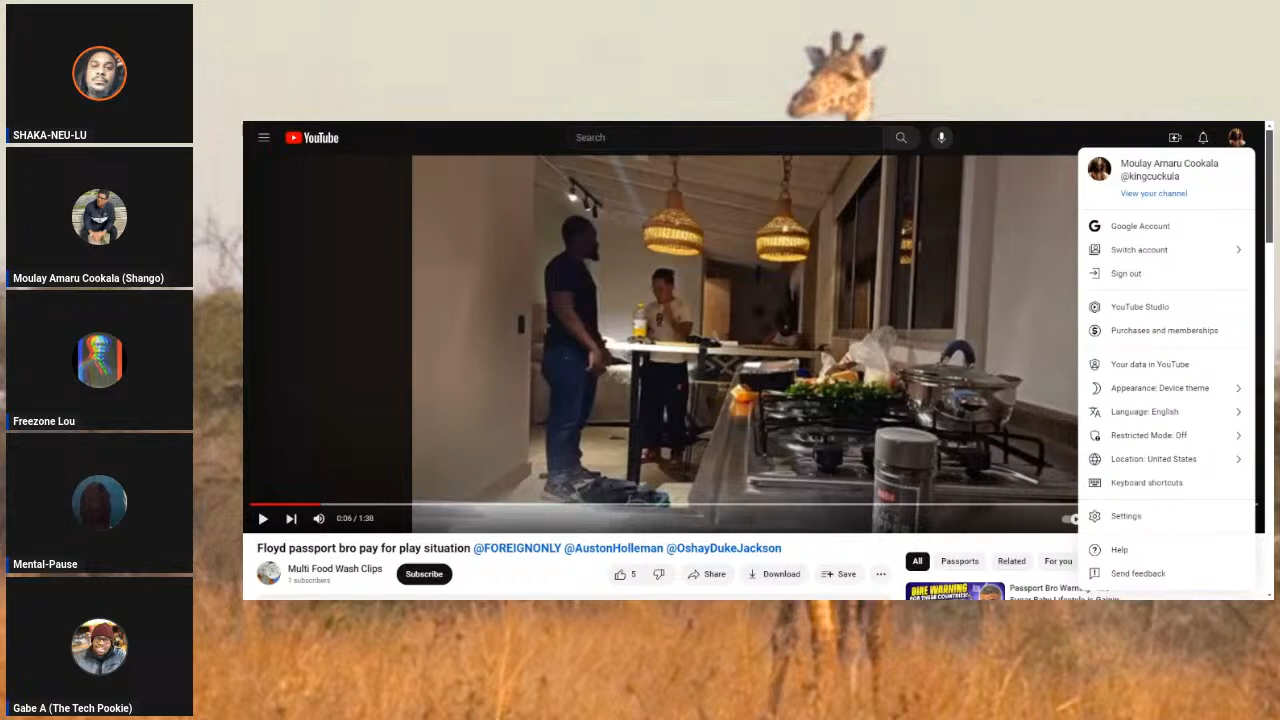 SHAKA-NEU-LU
Moulay Amaru Cookala (Shango)
Freezone Lou
Mental-Pause
Gabe A (The Tech Pookie)
YouTube
Search
Moulay Amaru Cookala
@kingcuckula
View your channel
Google Account
Switch account
Sign out
YouTube Studio
Purchases and memberships
Your data in YouTube
Appearance: Device theme
Language: English
Restricted Mode: Off
Location: United States
Keyboard shortcuts
Settings
Help
Send feedback
0:06 / 1:38
Floyd passport bro pay for play situation @FOREIGNONLY @AustonHolleman @OshayDukeJackson
Multi Food Wash Clips
7 subscribers
Subscribe
5
Share
Download
Save
All
Passports
Related
For you
Passport Bro